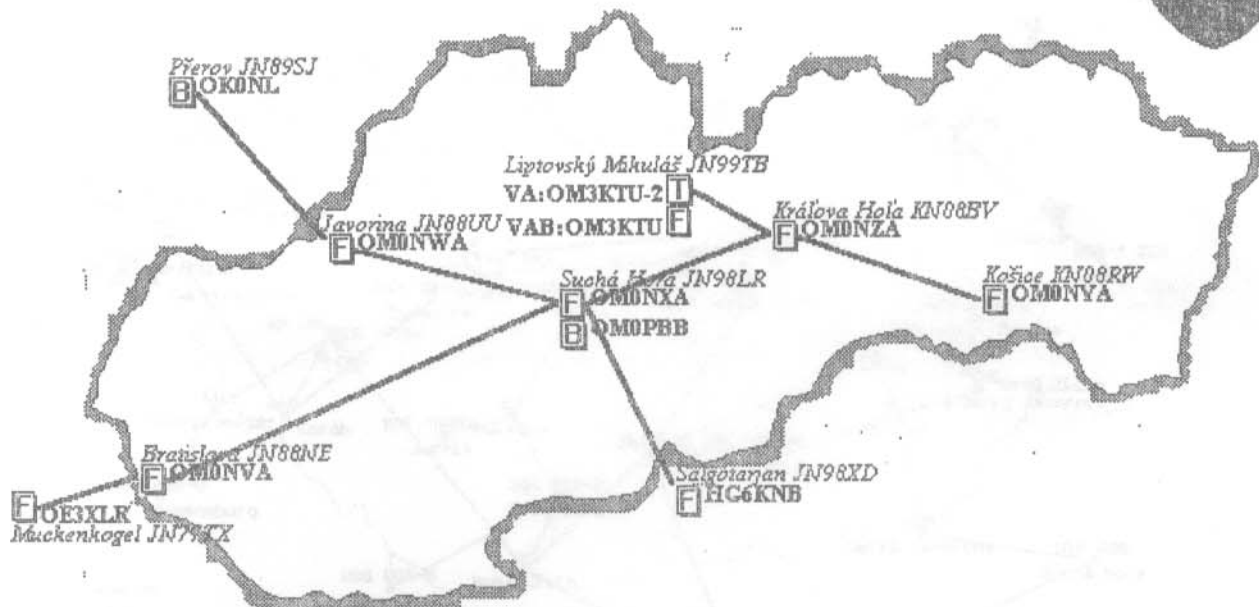 Přerov JN89SJ
B OK0NL
Liptovský Mikuláš JN99TB
VA:OM3KTU-2 T
VAB:OM3KTU F
Javorina JN88UU
F OM0NWA
Kráľova Hoľa KN08BV
F OM0NZA
Suchá Hora JN98LR
F OM0NXA
B OM0PBB
Košice KN08RW
F OM0NYA
Bratislava JN88NE
F OM0NVA
Salgótarján JN98XD
F HG6KNB
F OE3XLR
Muckenkogel